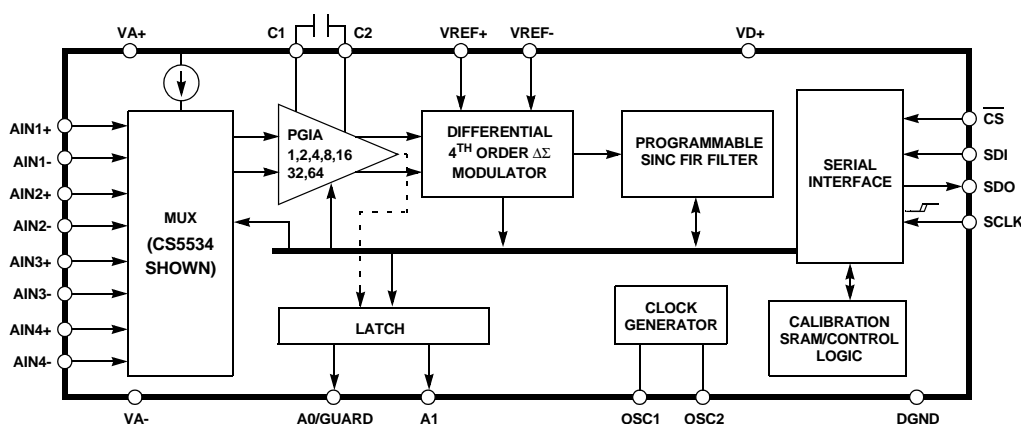 VA+
C1
C2
VREF+
VREF-
VD+
AIN1+
AIN1-
AIN2+
AIN2-
AIN3+
AIN3-
AIN4+
AIN4-
MUX
(CS5534
SHOWN)
PGIA
1,2,4,8,16
32,64
DIFFERENTIAL
4TH ORDER ΔΣ
MODULATOR
PROGRAMMABLE
SINC FIR FILTER
SERIAL
INTERFACE
CS
SDI
SDO
SCLK
LATCH
CLOCK
GENERATOR
CALIBRATION
SRAM/CONTROL
LOGIC
VA-
A0/GUARD
A1
OSC1
OSC2
DGND